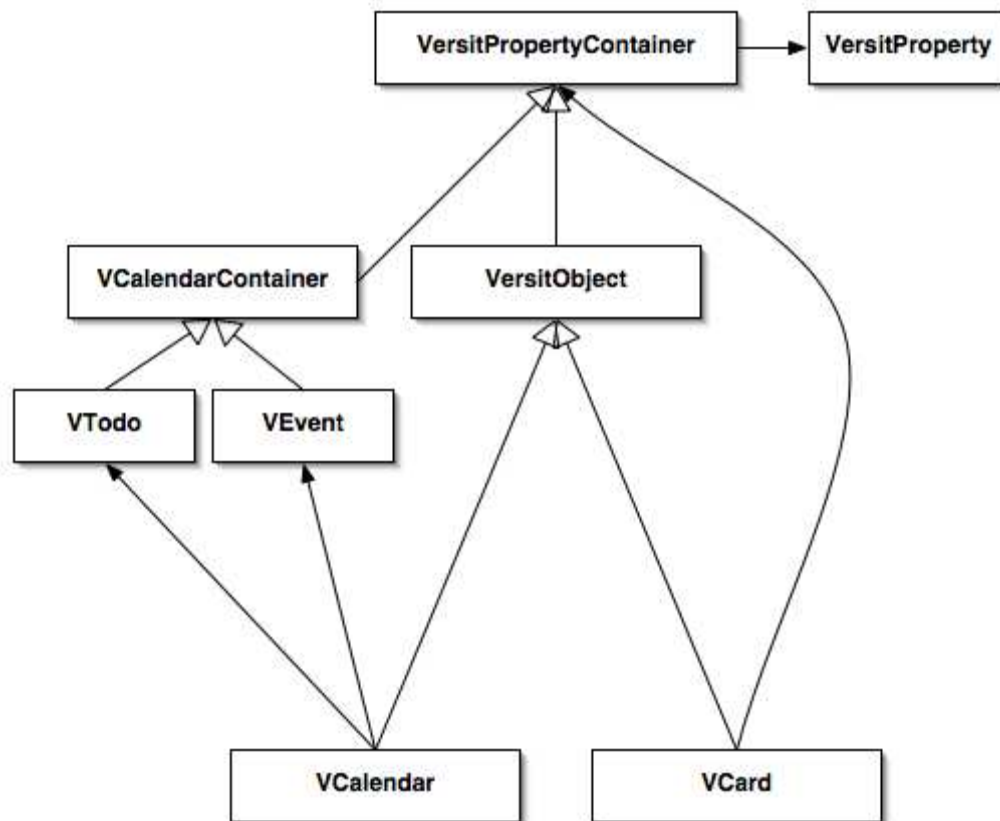 VersitPropertyContainer
VersitProperty
VCalendarContainer
VersitObject
VTodo
VEvent
VCalendar
VCard